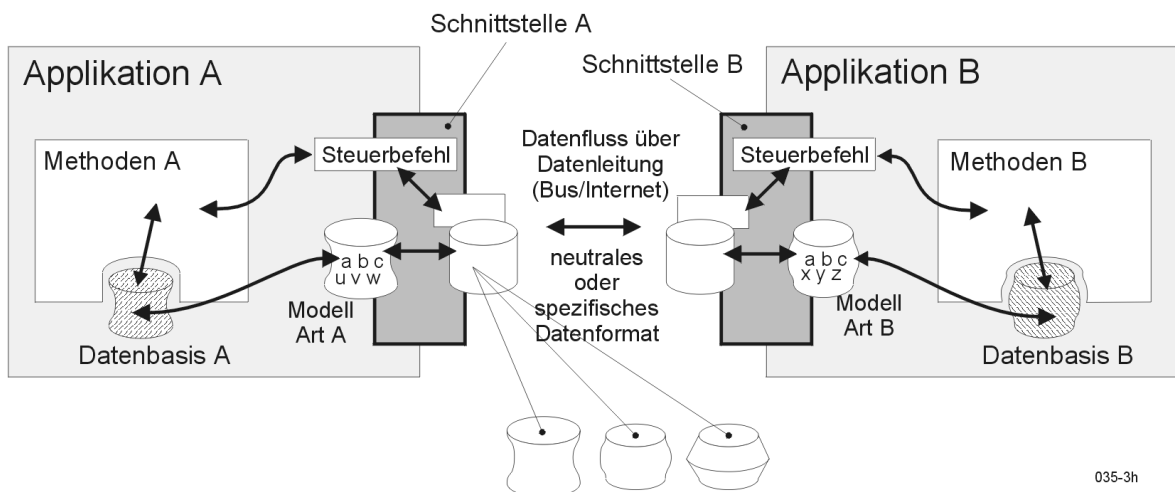 Schnittstelle A
Applikation A
Schnittstelle B
Applikation B
Methoden A
Steuerbefehl
Datenfluss über
Datenleitung
(Bus/Internet)
Steuerbefehl
Methoden B
a b c
u v w
neutrales
oder
spezifisches
Datenformat
a b c
x y z
Modell
Art A
Modell
Art B
Datenbasis A
Datenbasis B
035-3h